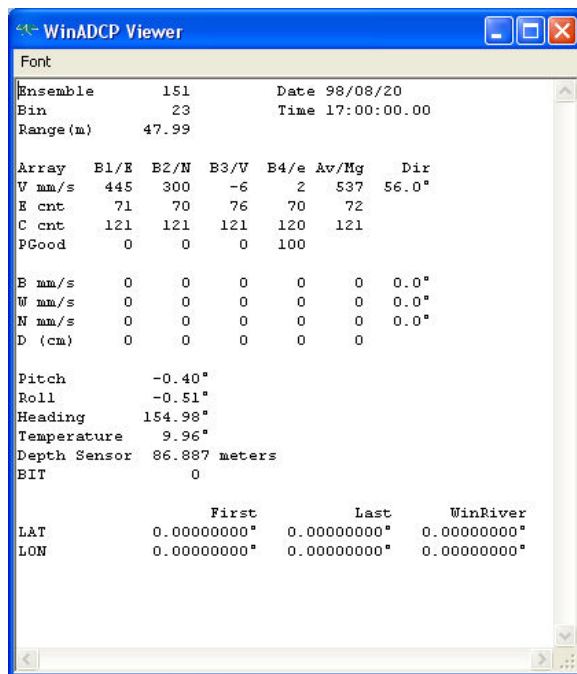 WinADCP Viewer
Font
Ensemble 151 Date 98/08/20
Bin 23 Time 17:00:00.00
Range(m) 47.99
Array B1/E B2/N B3/V B4/e Av/Mg Dir
V mm/s 445 300 -6 2 537 56.0°
E cnt 71 70 76 70 72
C cnt 121 121 121 120 121
PGood 0 0 0 100
B mm/s 0 0 0 0 0 0.0°
W mm/s 0 0 0 0 0 0.0°
N mm/s 0 0 0 0 0 0.0°
D (cm) 0 0 0 0 0
Pitch -0.40°
Roll -0.51°
Heading 154.98°
Temperature 9.96°
Depth Sensor 86.887 meters
BIT 0
First Last WinRiver
LAT 0.00000000° 0.00000000° 0.00000000°
LON 0.00000000° 0.00000000° 0.00000000°